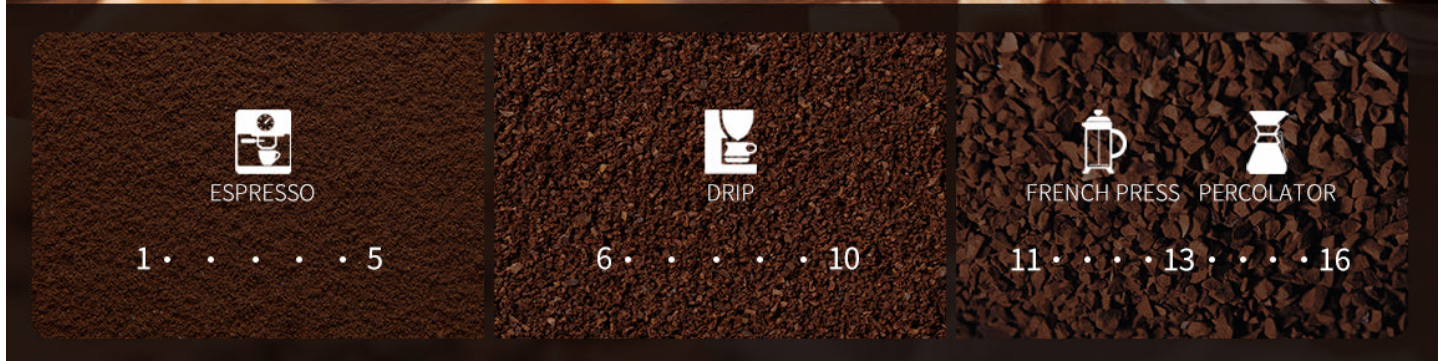 ESPRESSO
1 · · · · · 5
DRIP
6 · · · · · 10
FRENCH PRESS PERCOLATOR
11 · · · · 13 · · · · 16